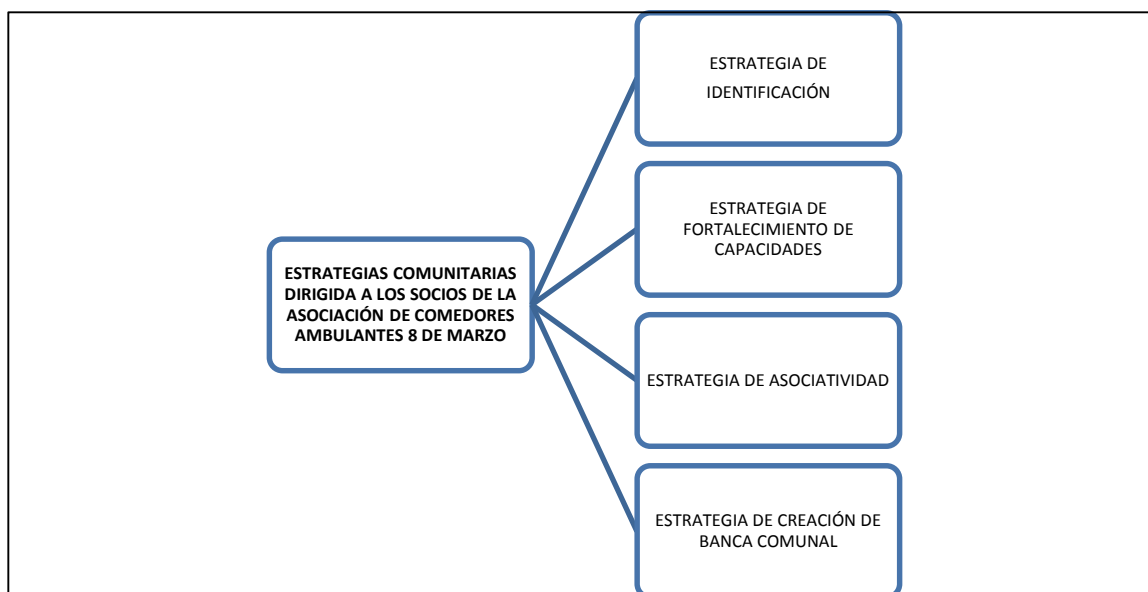 ESTRATEGIAS COMUNITARIAS
DIRIGIDA A LOS SOCIOS DE LA
ASOCIACIÓN DE COMEDORES
AMBULANTES 8 DE MARZO
ESTRATEGIA DE
IDENTIFICACIÓN
ESTRATEGIA DE
FORTALECIMIENTO DE
CAPACIDADES
ESTRATEGIA DE ASOCIATIVIDAD
ESTRATEGIA DE CREACIÓN DE
BANCA COMUNAL